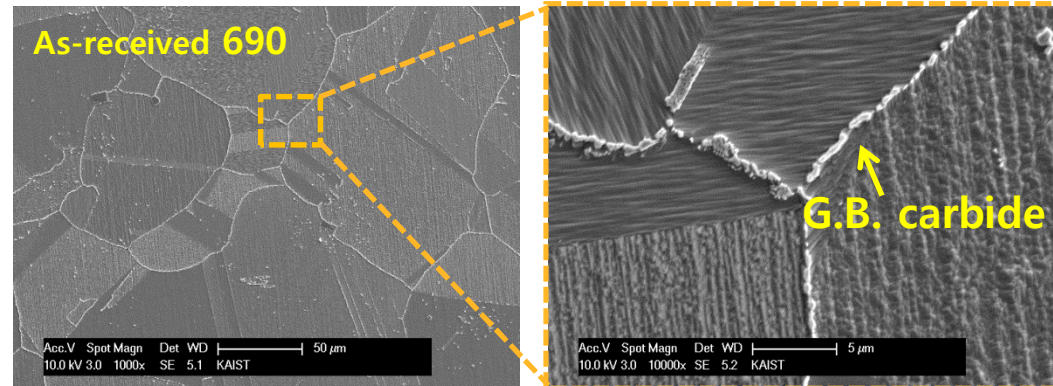 As-received 690
G.B. carbide
Acc.V Spot Magn Det WD 50 μm
10.0 kV 3.0 1000x SE 5.1 KAIST
Acc.V Spot Magn Det WD 5 μm
10.0 kV 3.0 10000x SE 5.2 KAIST